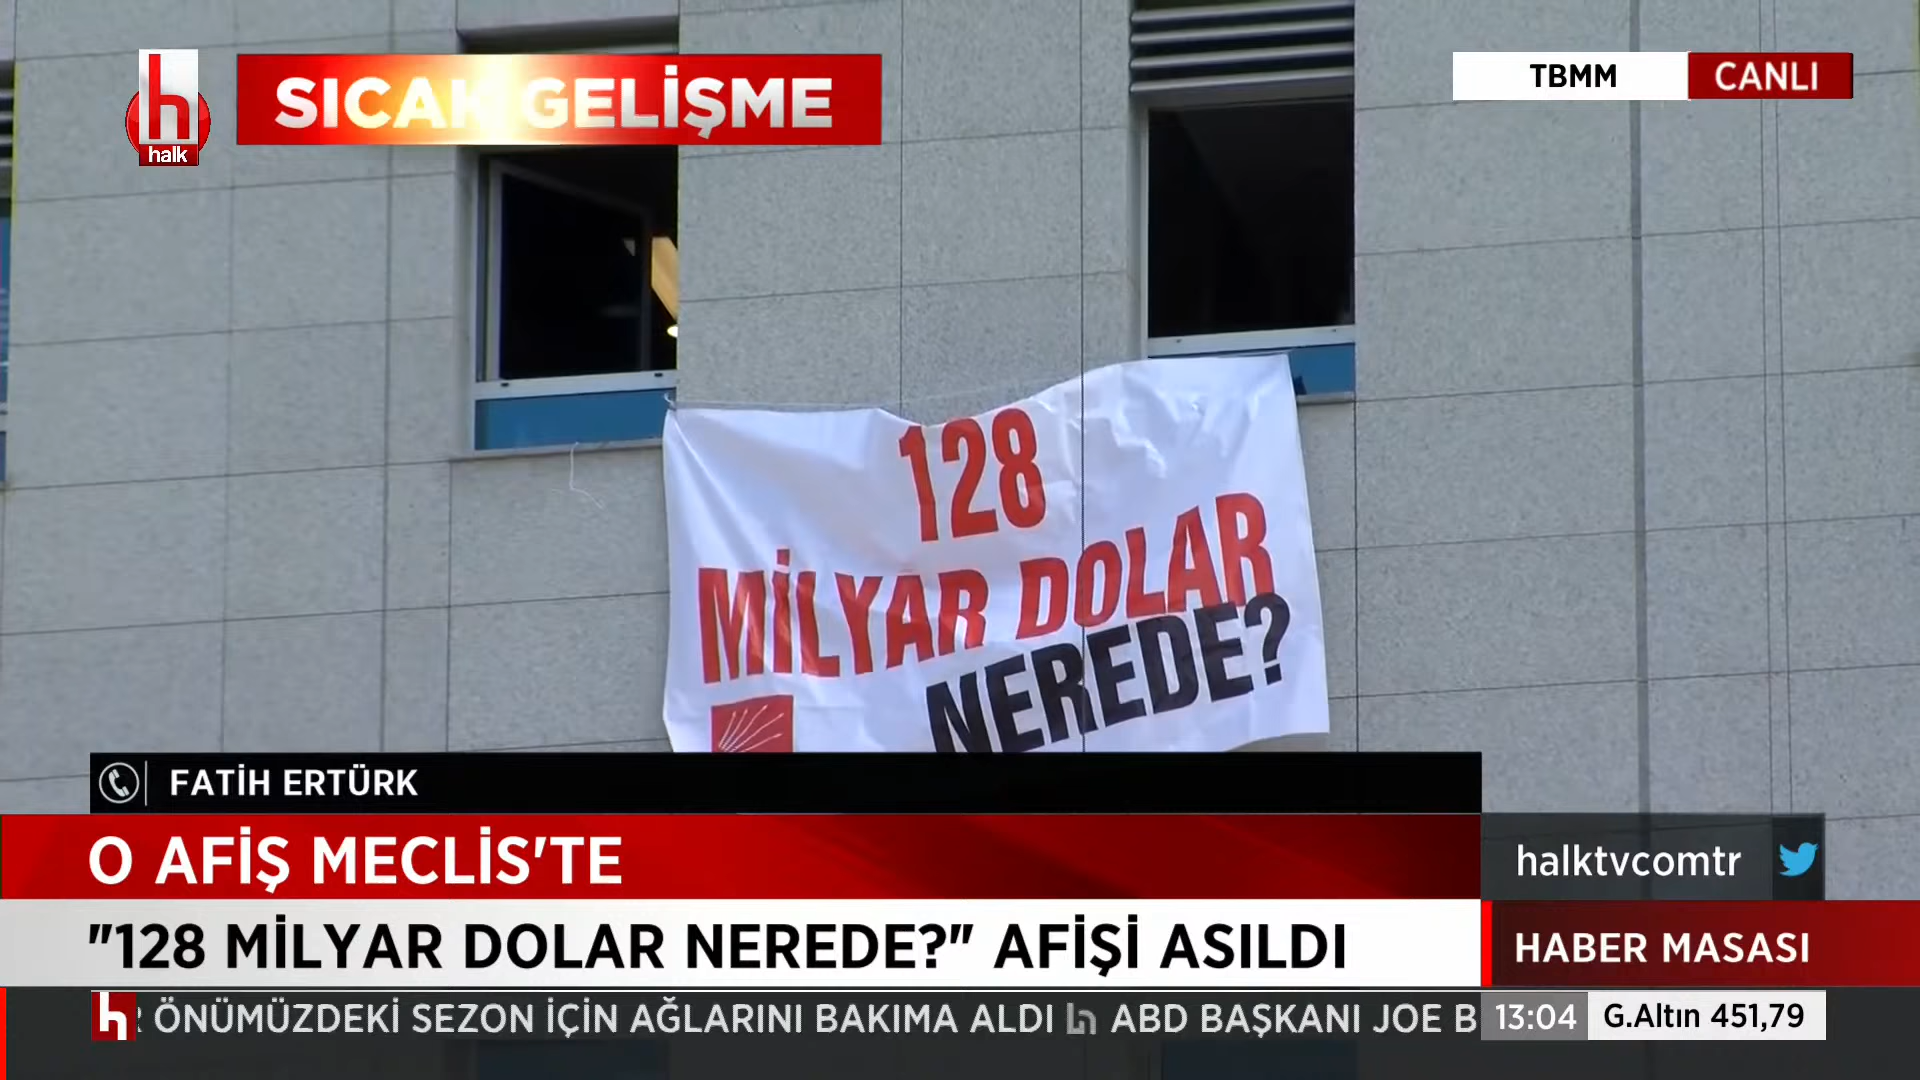 h
halk
SICAK GELİŞME
TBMM
CANLI
128
MİLYAR DOLAR
NEREDE?
FATİH ERTÜRK
O AFİŞ MECLİS'TE
"128 MİLYAR DOLAR NEREDE?" AFİŞİ ASILDI
halktvcomtr
HABER MASASI
h R ÖNÜMÜZDEKİ SEZON İÇİN AĞLARINI BAKIMA ALDI h ABD BAŞKANI JOE B
13:04
G.Altın 451,79